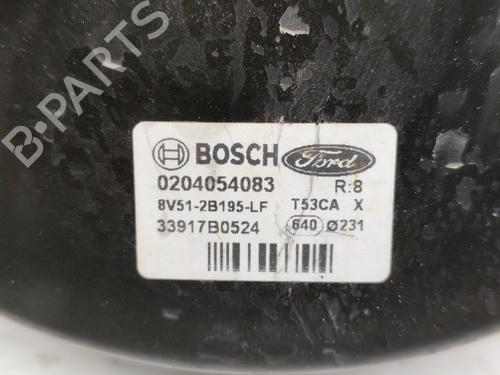 B-PARTS
BOSCH Ford
0204054083 R:8
8V51-2B195-LF T53CA X
33917B0524 640 Ø231